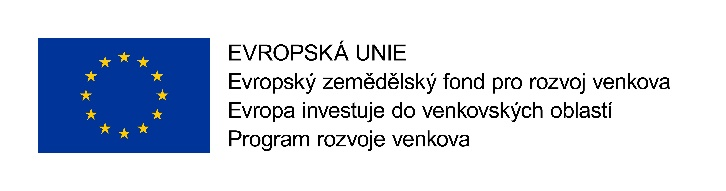 EVROPSKÁ UNIE
Evropský zemědělský fond pro rozvoj venkova
Evropa investuje do venkovských oblastí
Program rozvoje venkova